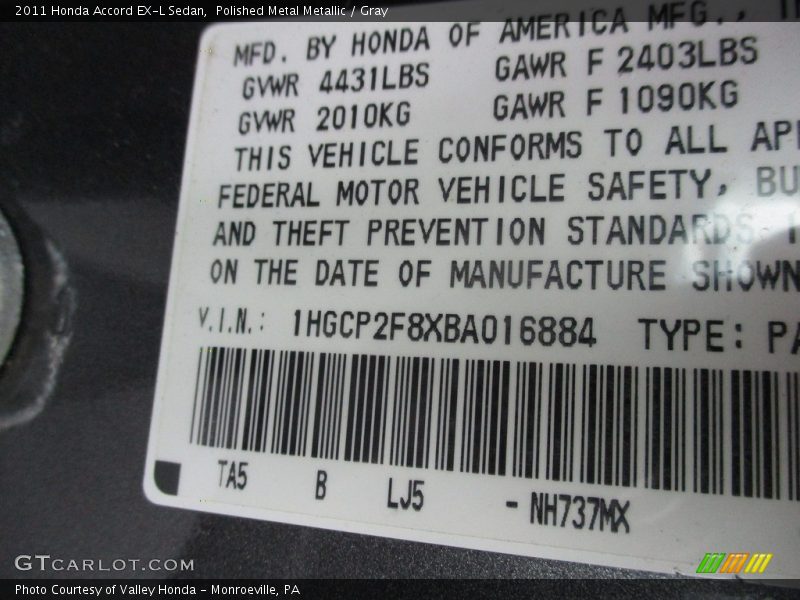 2011 Honda Accord EX-L Sedan, Polished Metal Metallic / Gray
MFD. BY HONDA OF AMERICA MFG.,
GVWR 4431LBS GAWR F 2403LBS
GVWR 2010KG GAWR F 1090KG
THIS VEHICLE CONFORMS TO ALL
FEDERAL MOTOR VEHICLE SAFETY,
AND THEFT PREVENTION STANDARDS
ON THE DATE OF MANUFACTURE SHOWN
V.I.N.: 1HGCP2F8XBA016884 TYPE: PA
TA5 B LJ5 - NH737MX
GTCARLOT.COM
Photo Courtesy of Valley Honda - Monroeville, PA